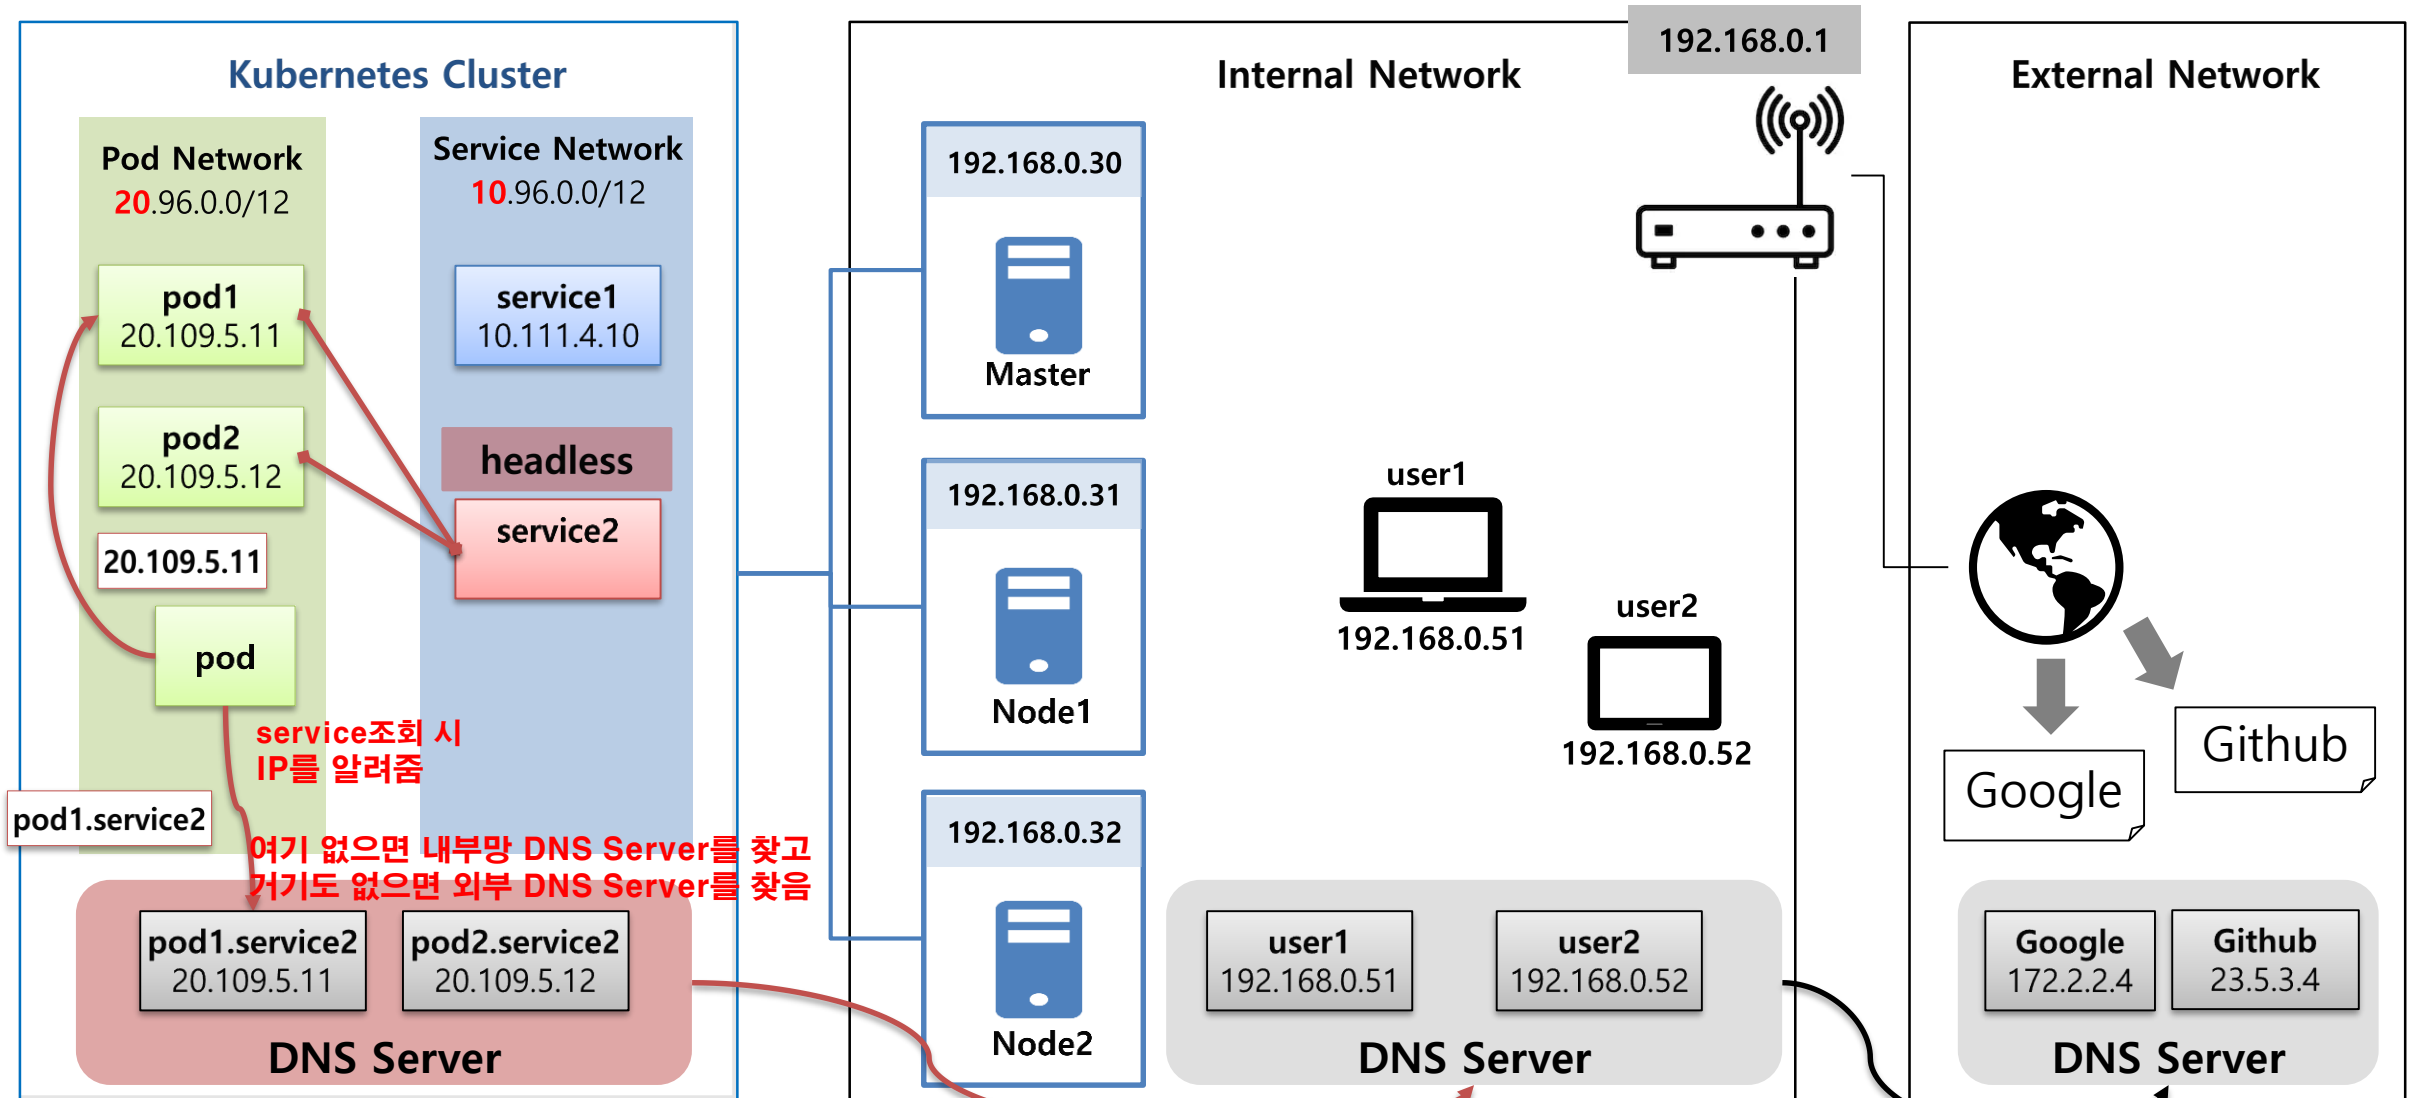 Kubernetes Cluster
Pod Network
20.96.0.0/12
Service Network
10.96.0.0/12
pod1
20.109.5.11
service1
10.111.4.10
pod2
20.109.5.12
headless
service2
20.109.5.11
pod
service조회 시
IP를 알려줌
pod1.service2
여기 없으면 내부망 DNS Server를 찾고
거기도 없으면 외부 DNS Server를 찾음
pod1.service2
20.109.5.11
pod2.service2
20.109.5.12
DNS Server
Internal Network
192.168.0.1
192.168.0.30
Master
192.168.0.31
Node1
192.168.0.32
Node2
user1
192.168.0.51
user2
192.168.0.52
user1
192.168.0.51
user2
192.168.0.52
DNS Server
External Network
Github
Google
Google
172.2.2.4
Github
23.5.3.4
DNS Server